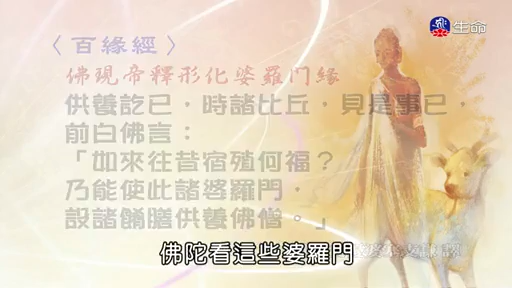 生命
〈百緣經〉
佛現帝釋形化婆羅門緣
供養訖已，時諸比丘，見是事已，
前白佛言：
「如來往昔宿殖何福？
乃能使此諸婆羅門，
設諸餚膳供養佛僧。」
佛陀看這些婆羅門